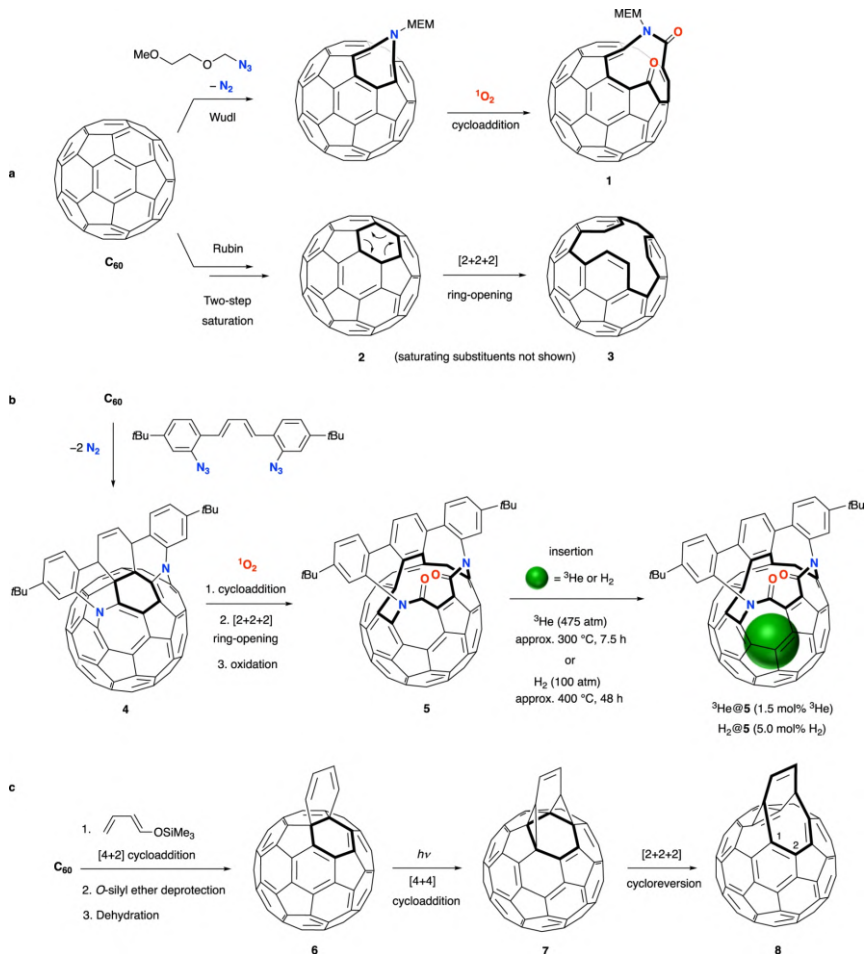 a
MeO
O
N3
– N2
Wudl
N
MEM
1O2
cycloaddition
MEM
N
O
O
1
C60
Rubin
Two-step
saturation
2
(saturating substituents not shown)
[2+2+2]
ring-opening
3
b
C60
–2 N2
tBu
tBu
N3
N3
tBu
tBu
N
N
4
1O2
1. cycloaddition
2. [2+2+2]
ring-opening
3. oxidation
tBu
tBu
N
O
O
N
5
insertion
= 3He or H2
3He (475 atm)
approx. 300 °C, 7.5 h
or
H2 (100 atm)
approx. 400 °C, 48 h
tBu
tBu
N
O
O
N
3He@5 (1.5 mol% 3He)
H2@5 (5.0 mol% H2)
c
C60
1.
OSiMe3
[4+2] cycloaddition
2. O-silyl ether deprotection
3. Dehydration
6
hν
[4+4]
cycloaddition
7
[2+2+2]
cycloreversion
1
2
8